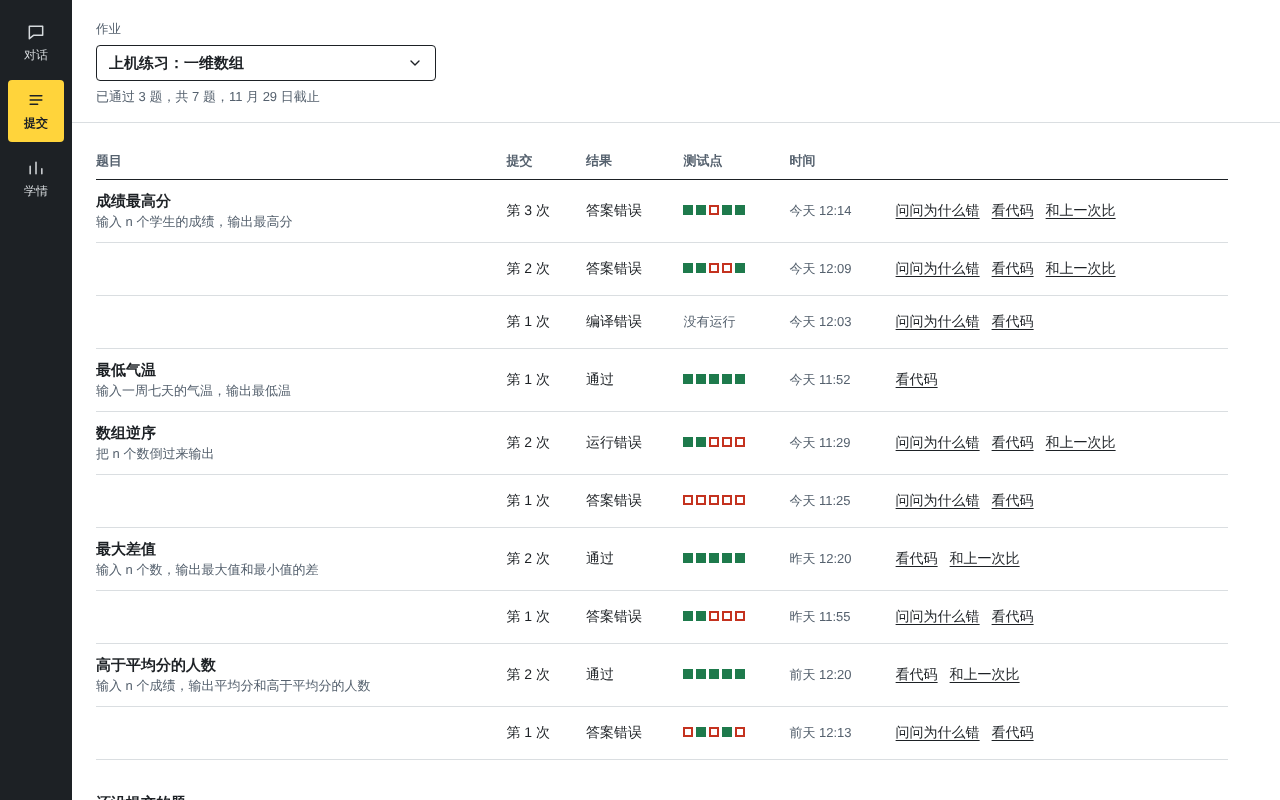 对话
提交
学情
作业
上机练习：一维数组
已通过 3 题，共 7 题，11 月 29 日截止
题目 提交 结果 测试点 时间
成绩最高分
输入 n 个学生的成绩，输出最高分
第 3 次 答案错误 今天 12:14 问问为什么错 看代码 和上一次比
第 2 次 答案错误 今天 12:09 问问为什么错 看代码 和上一次比
第 1 次 编译错误 没有运行 今天 12:03 问问为什么错 看代码
最低气温
输入一周七天的气温，输出最低温
第 1 次 通过 今天 11:52 看代码
数组逆序
把 n 个数倒过来输出
第 2 次 运行错误 今天 11:29 问问为什么错 看代码 和上一次比
第 1 次 答案错误 今天 11:25 问问为什么错 看代码
最大差值
输入 n 个数，输出最大值和最小值的差
第 2 次 通过 昨天 12:20 看代码 和上一次比
第 1 次 答案错误 昨天 11:55 问问为什么错 看代码
高于平均分的人数
输入 n 个成绩，输出平均分和高于平均分的人数
第 2 次 通过 前天 12:20 看代码 和上一次比
第 1 次 答案错误 前天 12:13 问问为什么错 看代码
还没提交的题